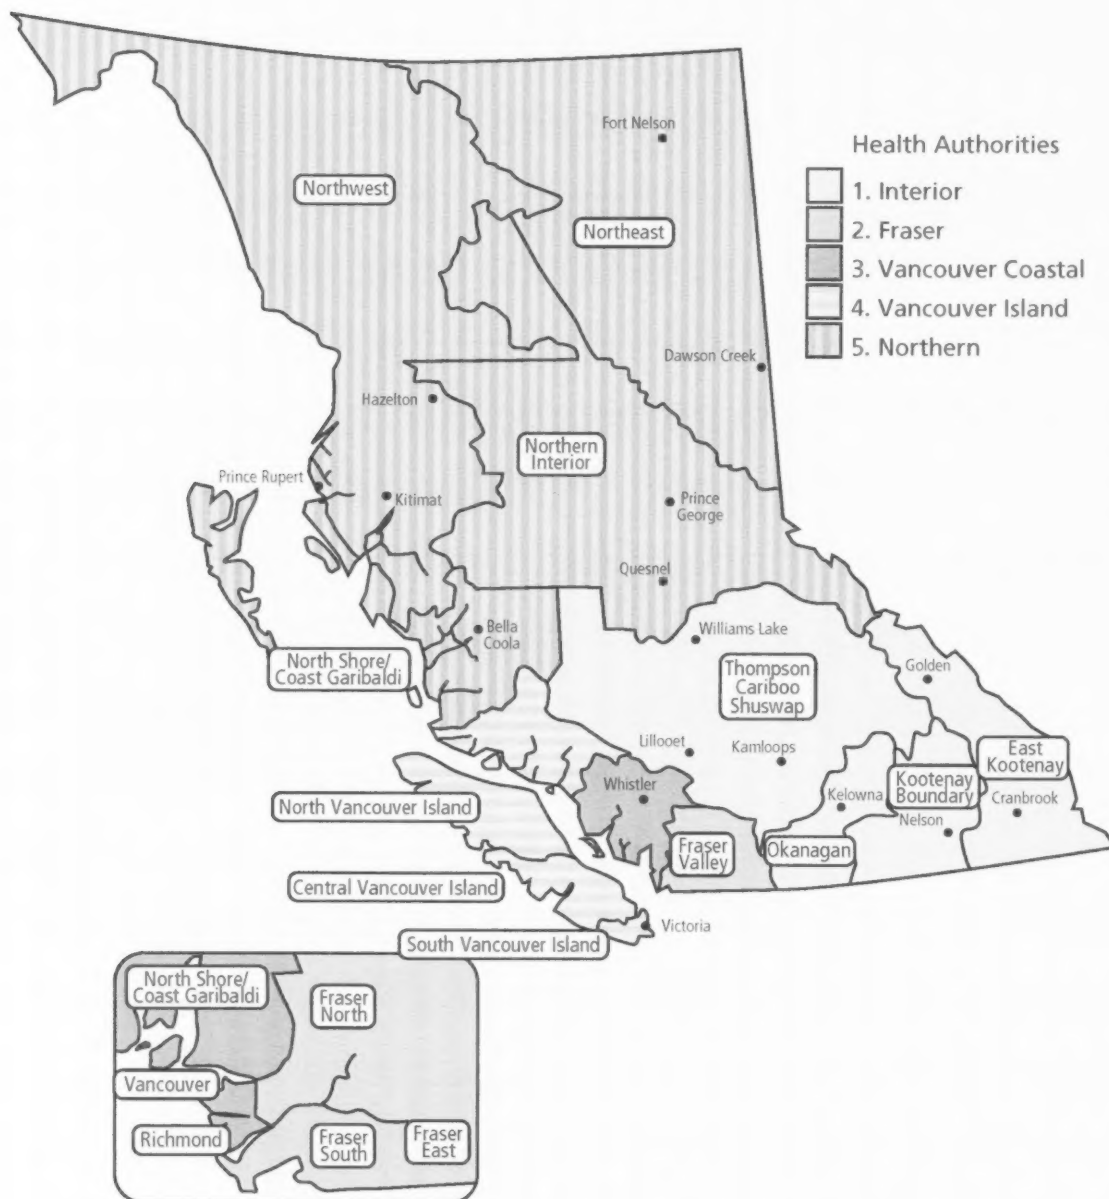 Fort Nelson
Health Authorities
1. Interior
2. Fraser
3. Vancouver Coastal
4. Vancouver Island
5. Northern
Northwest
Northeast
Dawson Creek
Hazelton
Northern
Interior
Prince Rupert
Kitimat
Prince
George
Quesnel
Bella
Coola
Williams Lake
North Shore/
Coast Garibaldi
Thompson
Cariboo
Shuswap
Golden
Lillooet
Kamloops
East
Kootenay
Kootenay
Boundary
Whistler
Kelowna
Cranbrook
North Vancouver Island
Nelson
Fraser
Valley
Okanagan
Central Vancouver Island
Victoria
South Vancouver Island
North Shore/
Coast Garibaldi
Fraser
North
Vancouver
Richmond
Fraser
South
Fraser
East